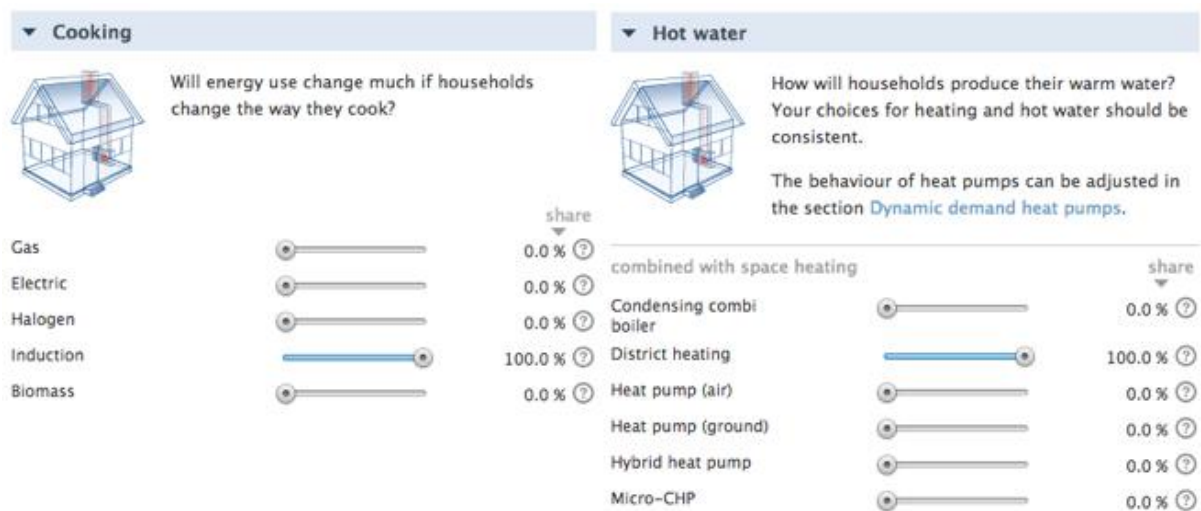 Cooking
Will energy use change much if households
change the way they cook?
share
Gas 0.0 % ?
Electric 0.0 % ?
Halogen 0.0 % ?
Induction 100.0 % ?
Biomass 0.0 % ?
Hot water
How will households produce their warm water?
Your choices for heating and hot water should be
consistent.
The behaviour of heat pumps can be adjusted in
the section Dynamic demand heat pumps.
combined with space heating share
Condensing combi
boiler 0.0 % ?
District heating 100.0 % ?
Heat pump (air) 0.0 % ?
Heat pump (ground) 0.0 % ?
Hybrid heat pump 0.0 % ?
Micro-CHP 0.0 % ?